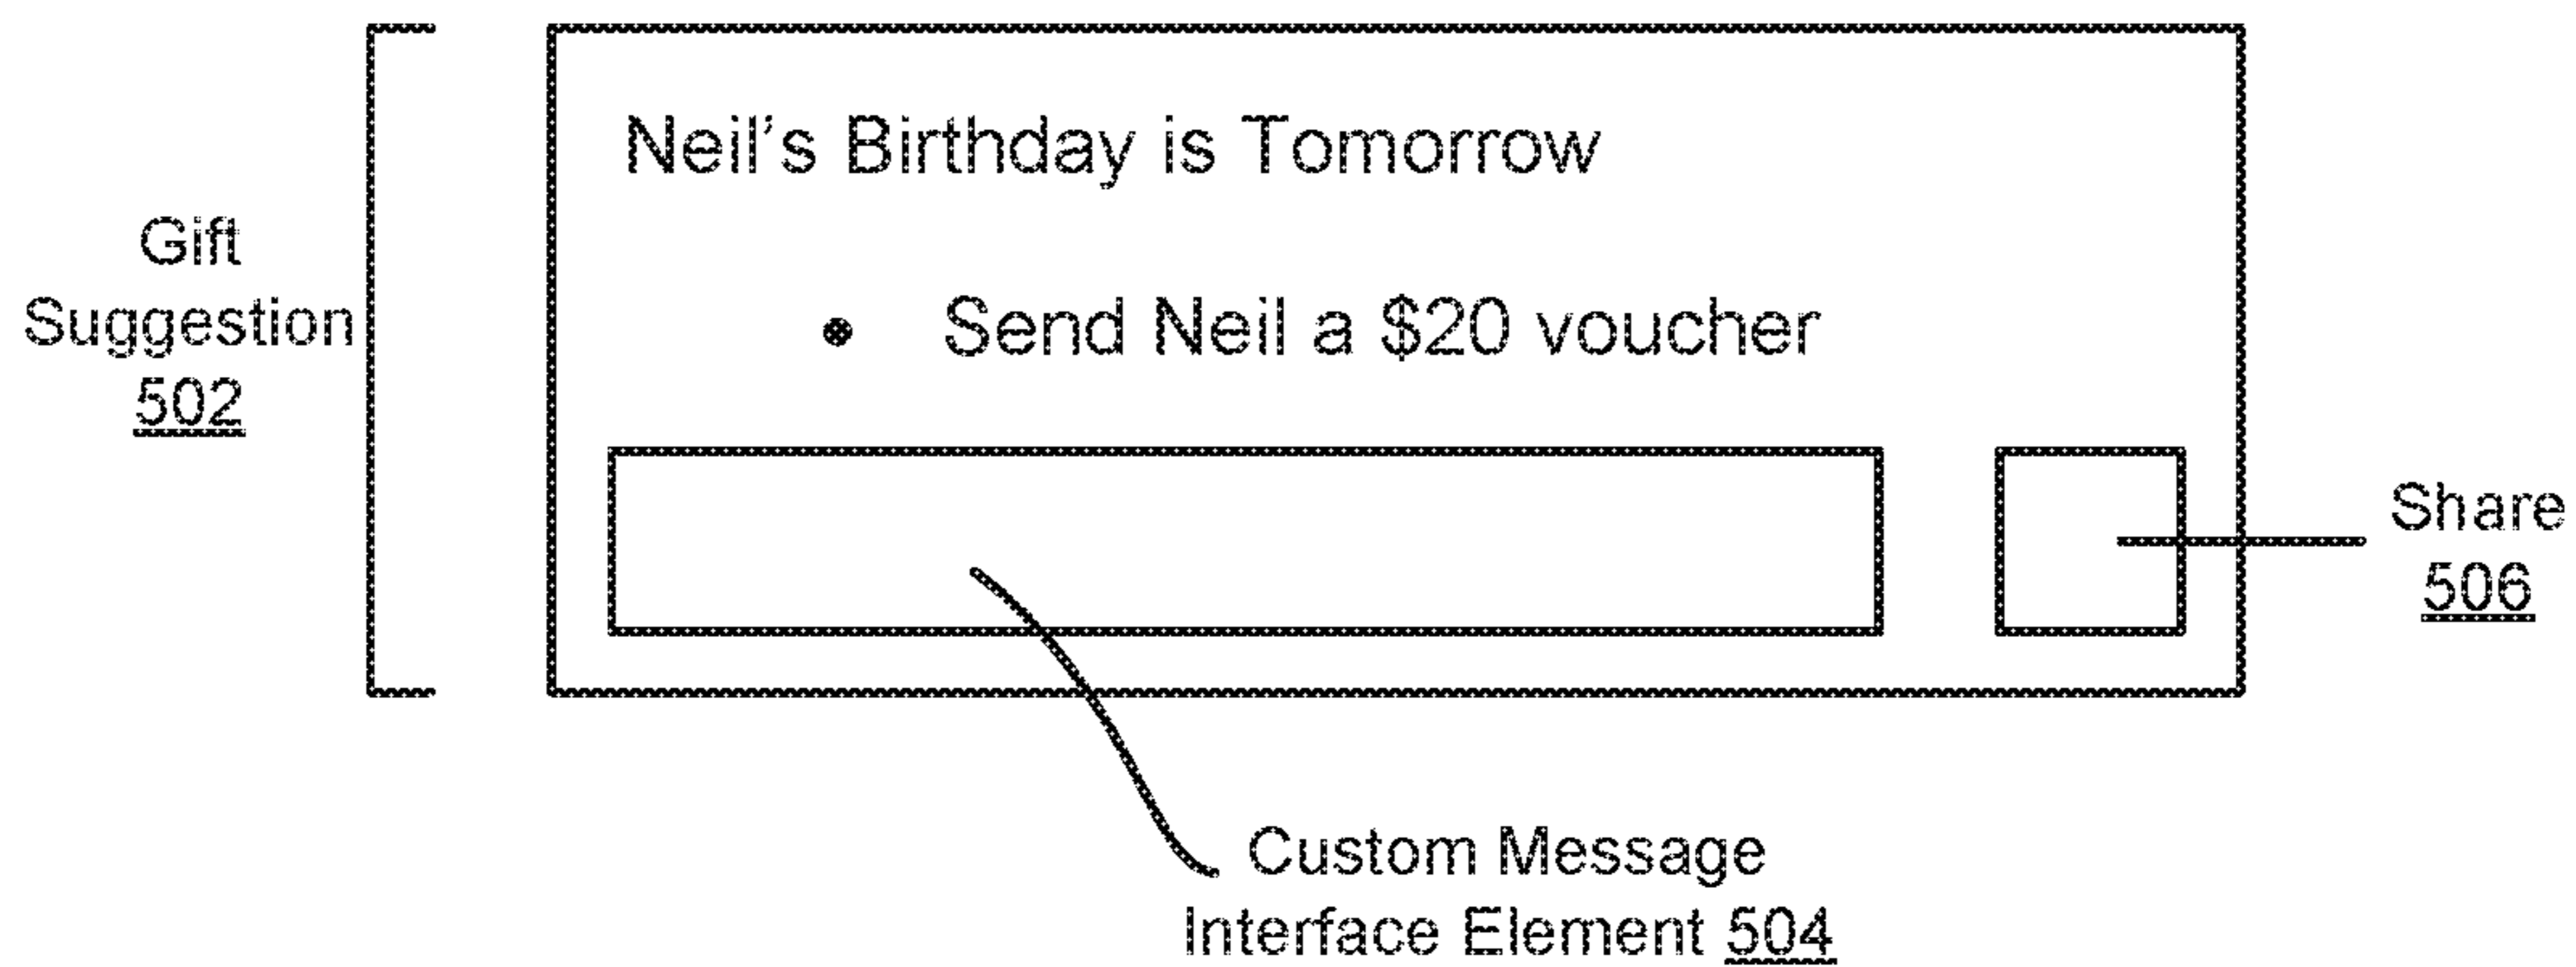 Neil's Birthday is Tomorrow
Gift
Suggestion
502
• Send Neil a $20 voucher
Share
506
Custom Message
Interface Element 504